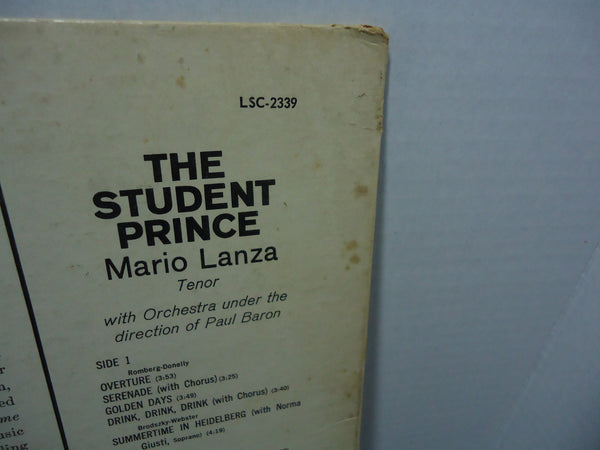 LSC-2339
THE
STUDENT
PRINCE
Mario Lanza
Tenor
with Orchestra under the
direction of Paul Baron
SIDE 1
Romberg-Donelly
OVERTURE (3:53)
SERENADE (with Chorus) (3:25)
GOLDEN DAYS (3:49)
DRINK, DRINK, DRINK (with Chorus) (3:40)
Brodszky-Webster
SUMMERTIME IN HEIDELBERG (with Norma
Giusti, Soprano) (4:18)